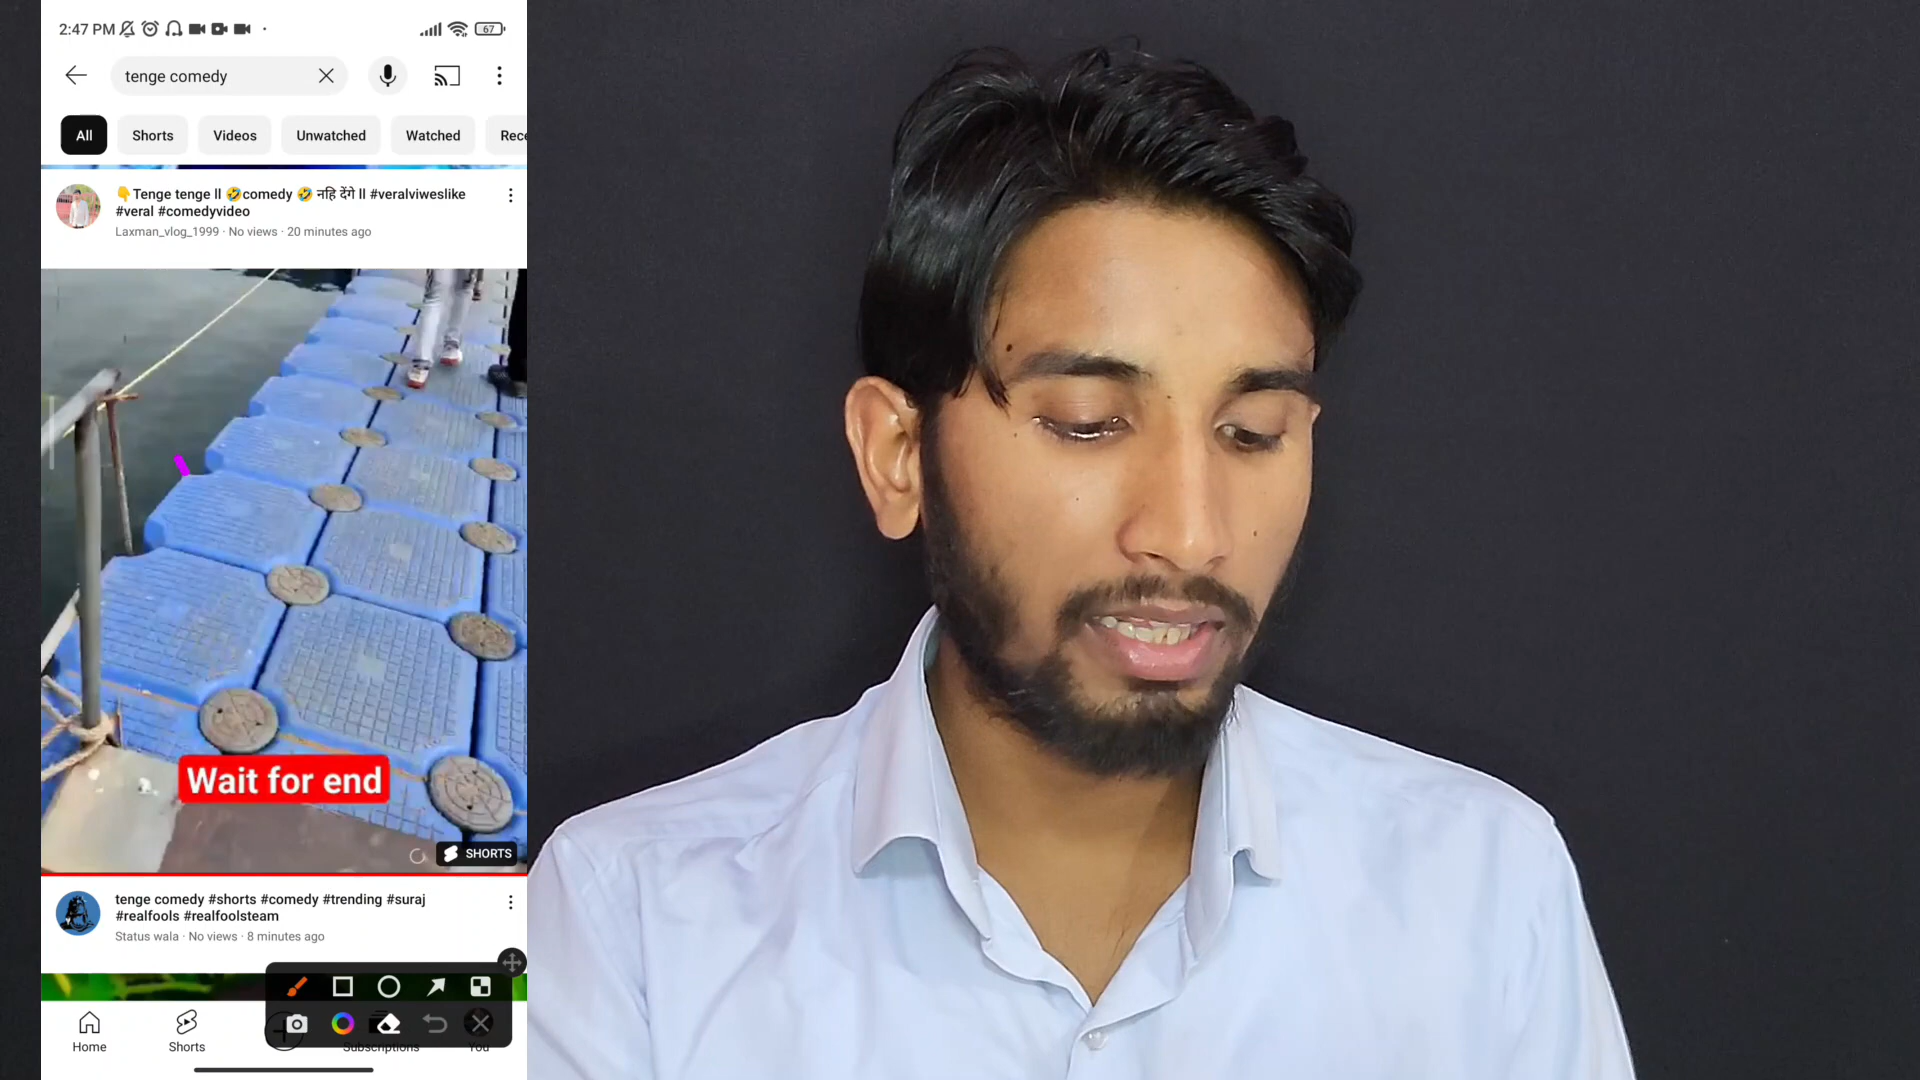 2:47 PM
67
tenge comedy
All
Shorts
Videos
Unwatched
Watched
Rece
👇Tenge tenge ll 🤣comedy 🤣 नहि देंगे ll #veralviweslike
#veral #comedyvideo
Laxman_vlog_1999 · No views · 20 minutes ago
Wait for end
SHORTS
tenge comedy #shorts #comedy #trending #suraj
#realfools #realfoolsteam
Status wala · No views · 8 minutes ago
Home
Shorts
Subscriptions
You